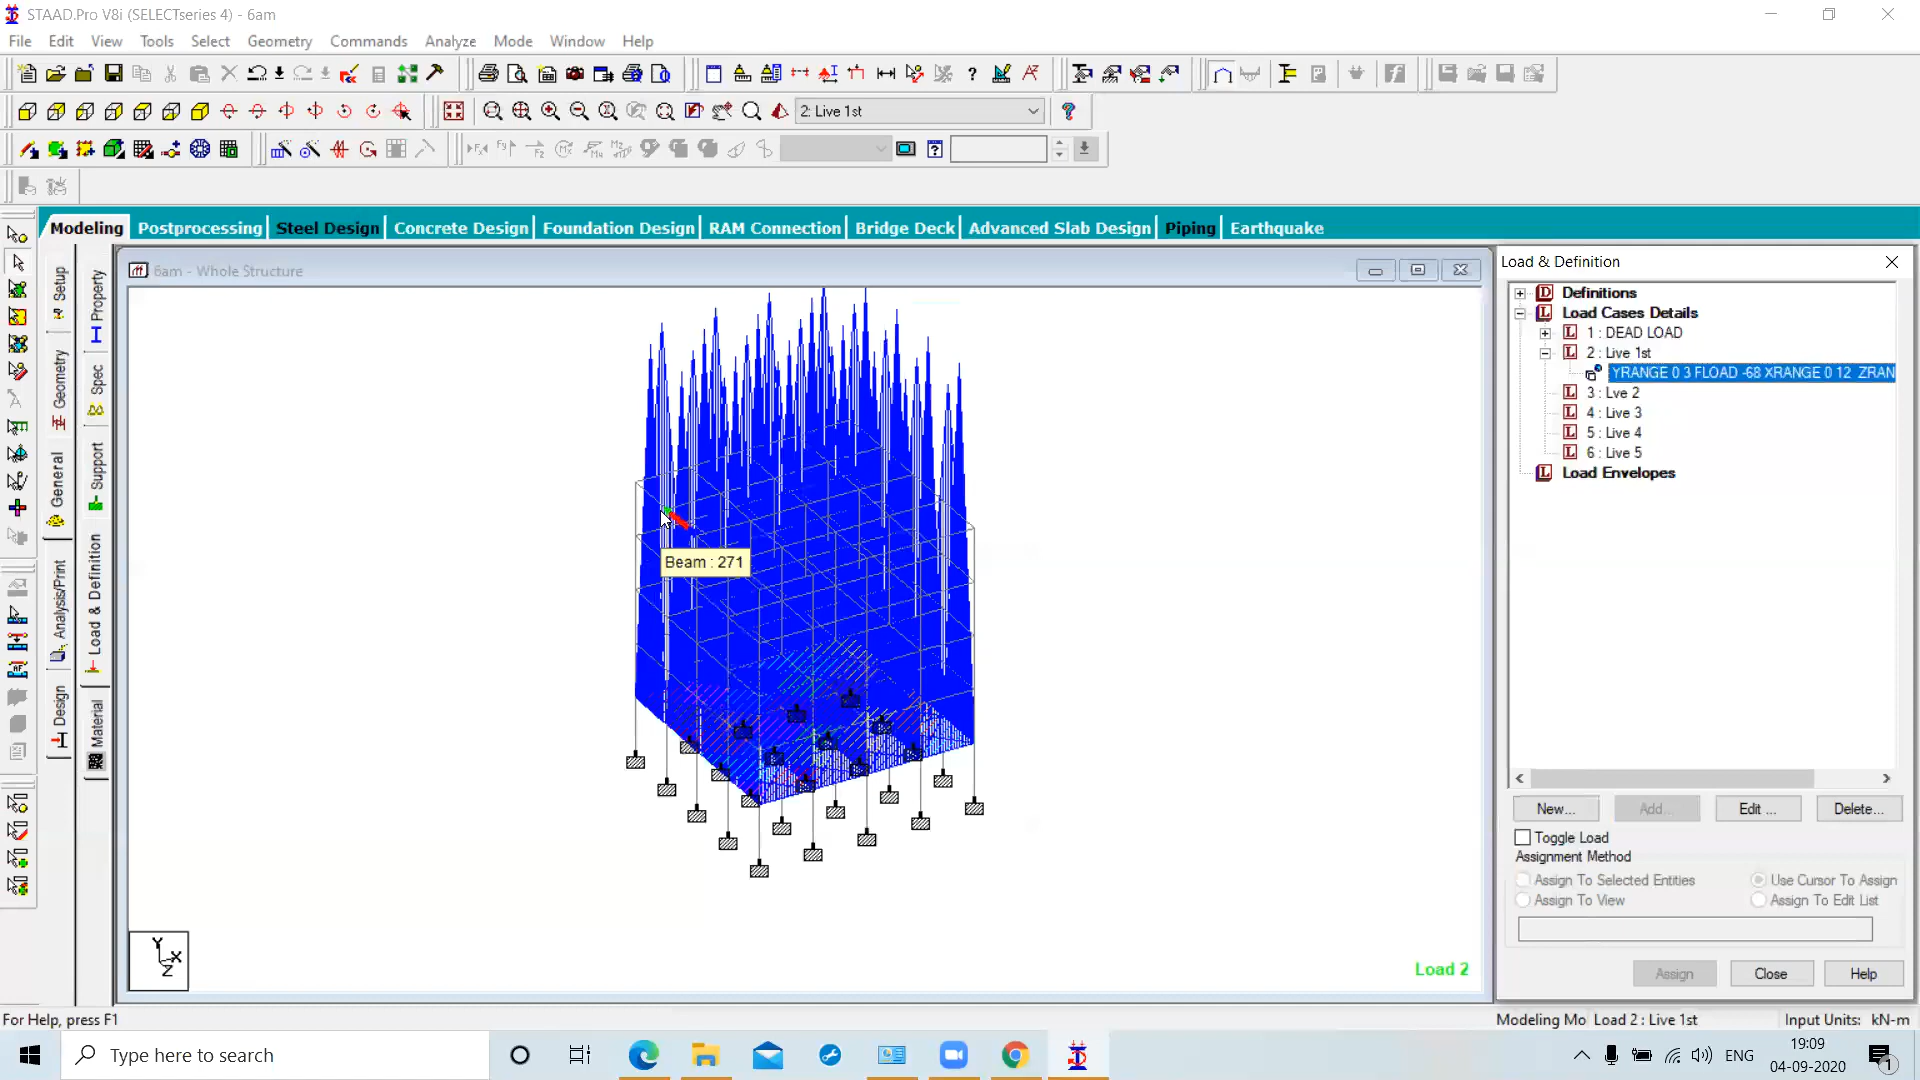 STAAD.Pro V8i (SELECTseries 4) - 6am
File Edit View Tools Select Geometry Commands Analyze Mode Window Help
2: Live 1st
Modeling Postprocessing Steel Design Concrete Design Foundation Design RAM Connection Bridge Deck Advanced Slab Design Piping Earthquake
Setup
Geometry
General
Analysis/Print
Design
Property
Spec
Support
Load & Definition
Material
6am - Whole Structure
Beam : 271
Y
X
Z
Load 2
Load & Definition
Definitions
Load Cases Details
1 : DEAD LOAD
2 : Live 1st
YRANGE 0 3 FLOAD -68 XRANGE 0 12 ZRAN
3 : Lve 2
4 : Live 3
5 : Live 4
6 : Live 5
Load Envelopes
New... Add... Edit ... Delete...
Toggle Load
Assignment Method
Assign To Selected Entities Use Cursor To Assign
Assign To View Assign To Edit List
Assign Close Help
For Help, press F1
Modeling Mo Load 2 : Live 1st Input Units: kN-m
Type here to search
ENG
19:09
04-09-2020
1